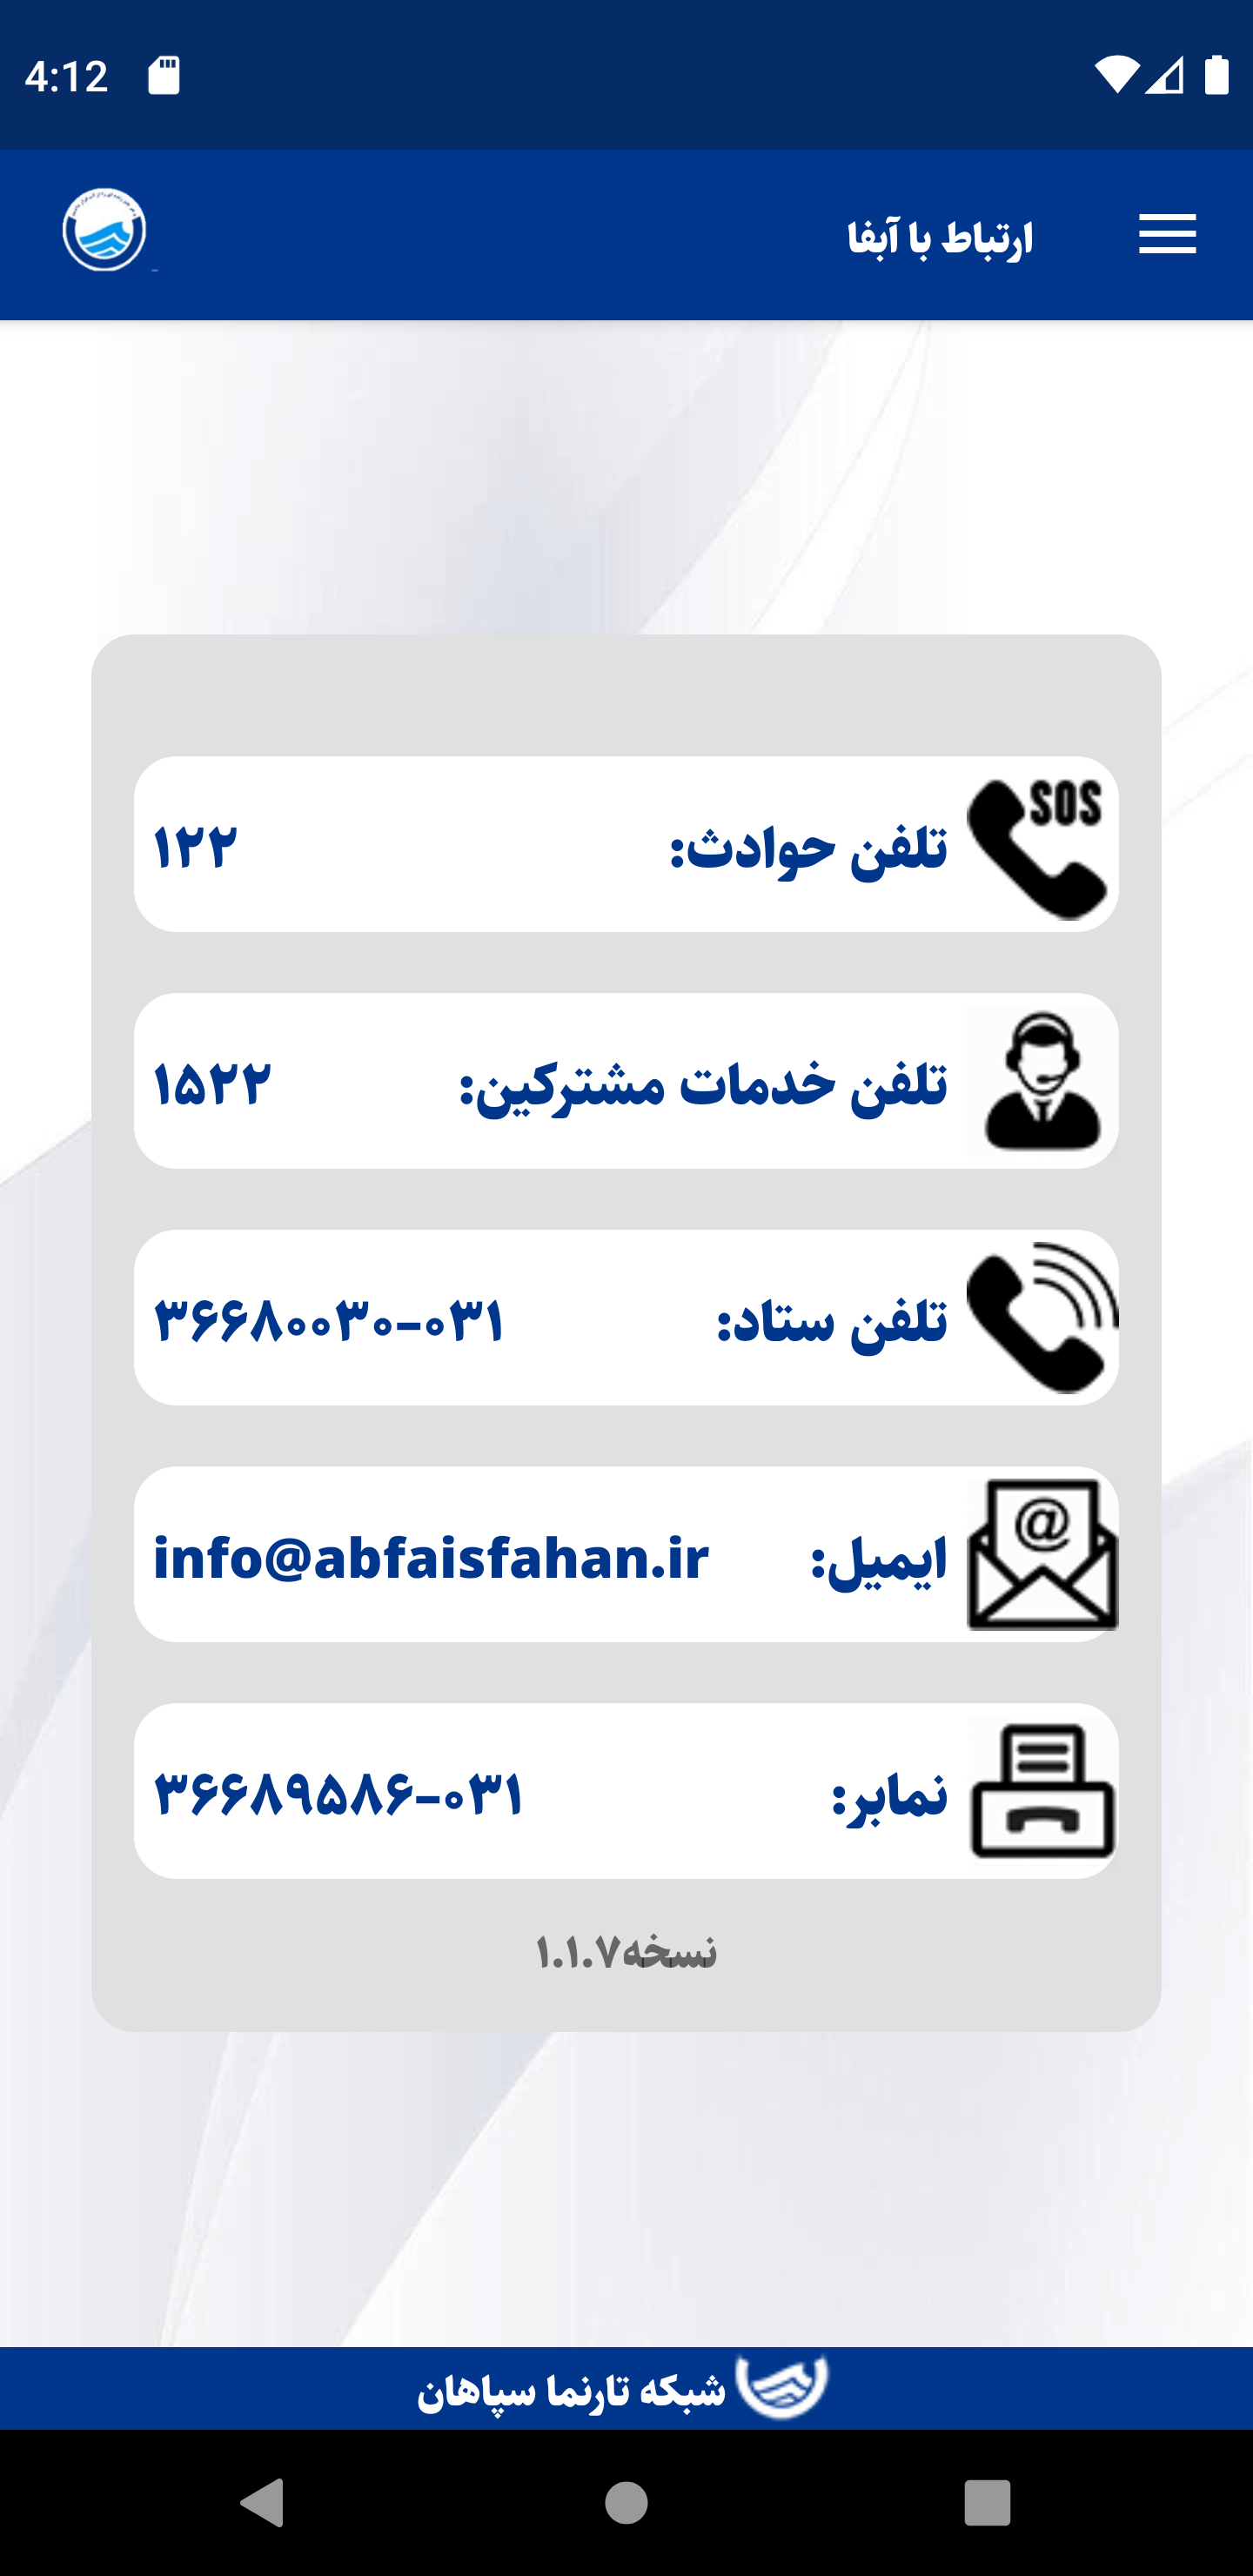 4:12
ارتباط با آبفا
SOS
تلفن حوادث: ۱۲۲
تلفن خدمات مشترکین: ۱۵۲۲
تلفن ستاد: ۳۶۶۸۰۰۳۰-۰۳۱
@
ایمیل: info@abfaisfahan.ir
نمابر: ۳۶۶۸۹۵۸۶-۰۳۱
نسخه۱.۱.۷
شبکه تارنما سپاهان